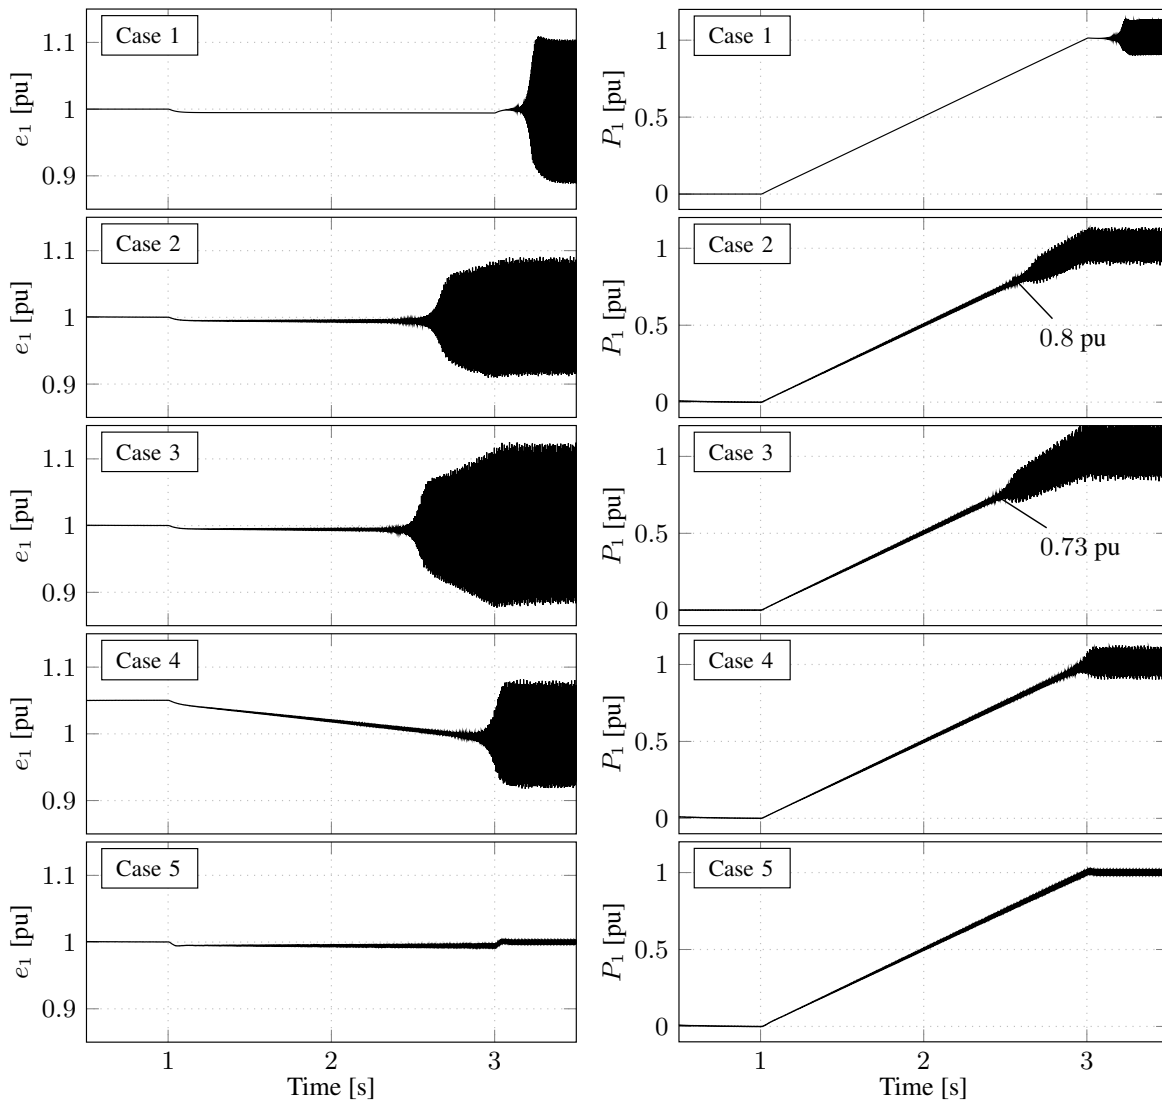 Case 1
1.1
1
0.9
e₁ [pu]
Case 1
1
0.5
0
P₁ [pu]
Case 2
1.1
1
0.9
e₁ [pu]
Case 2
1
0.5
0
P₁ [pu]
0.8 pu
Case 3
1.1
1
0.9
e₁ [pu]
Case 3
1
0.5
0
P₁ [pu]
0.73 pu
Case 4
1.1
1
0.9
e₁ [pu]
Case 4
1
0.5
0
P₁ [pu]
Case 5
1.1
1
0.9
e₁ [pu]
1 2 3
Time [s]
Case 5
1
0.5
0
P₁ [pu]
1 2 3
Time [s]